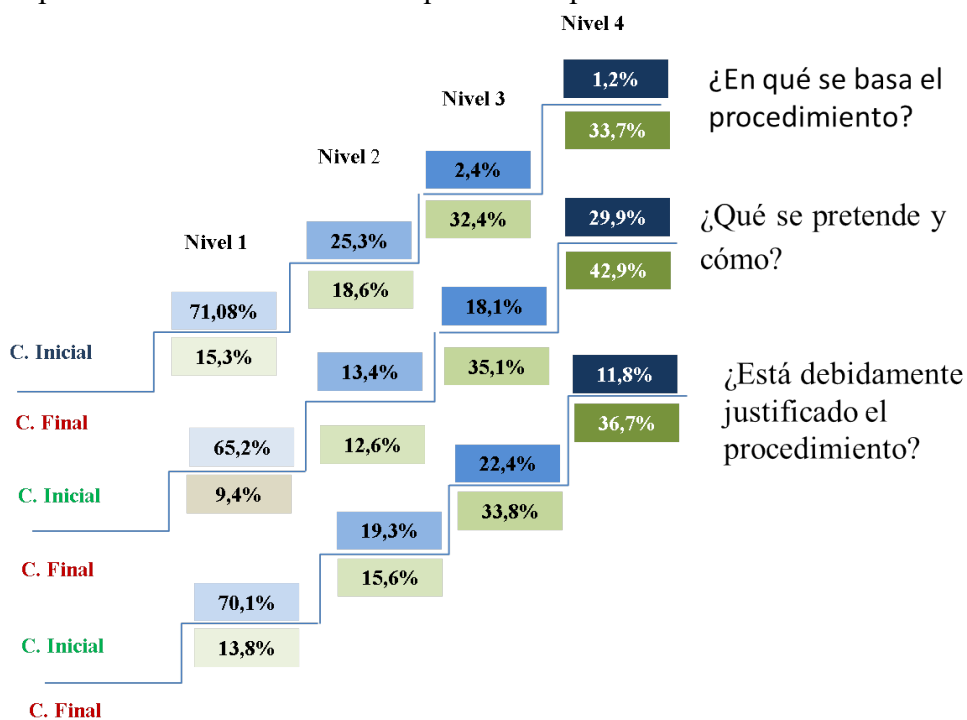 Nivel 4
1,2%
¿En qué se basa el
procedimiento?
Nivel 3
33,7%
Nivel 2
2,4%
32,4%
29,9%
¿Qué se pretende y
cómo?
Nivel 1
25,3%
42,9%
18,6%
71,08%
18,1%
C. Inicial
15,3%
13,4%
35,1%
11,8%
¿Está debidamente
justificado el
procedimiento?
C. Final
36,7%
65,2%
12,6%
22,4%
C. Inicial
9,4%
33,8%
19,3%
C. Final
15,6%
70,1%
C. Inicial
13,8%
C. Final